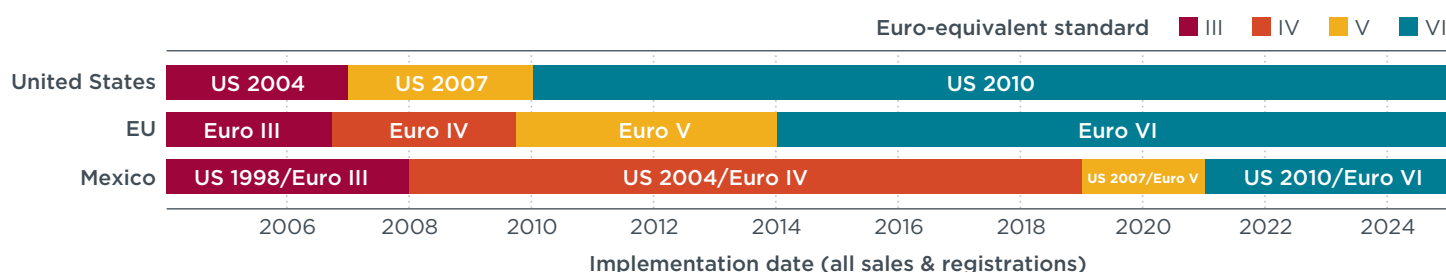 Euro-equivalent standard III IV V VI
United States US 2004 US 2007 US 2010
EU Euro III Euro IV Euro V Euro VI
Mexico US 1998/Euro III US 2004/Euro IV US 2007/Euro V US 2010/Euro VI
2006 2008 2010 2012 2014 2016 2018 2020 2022 2024
Implementation date (all sales & registrations)